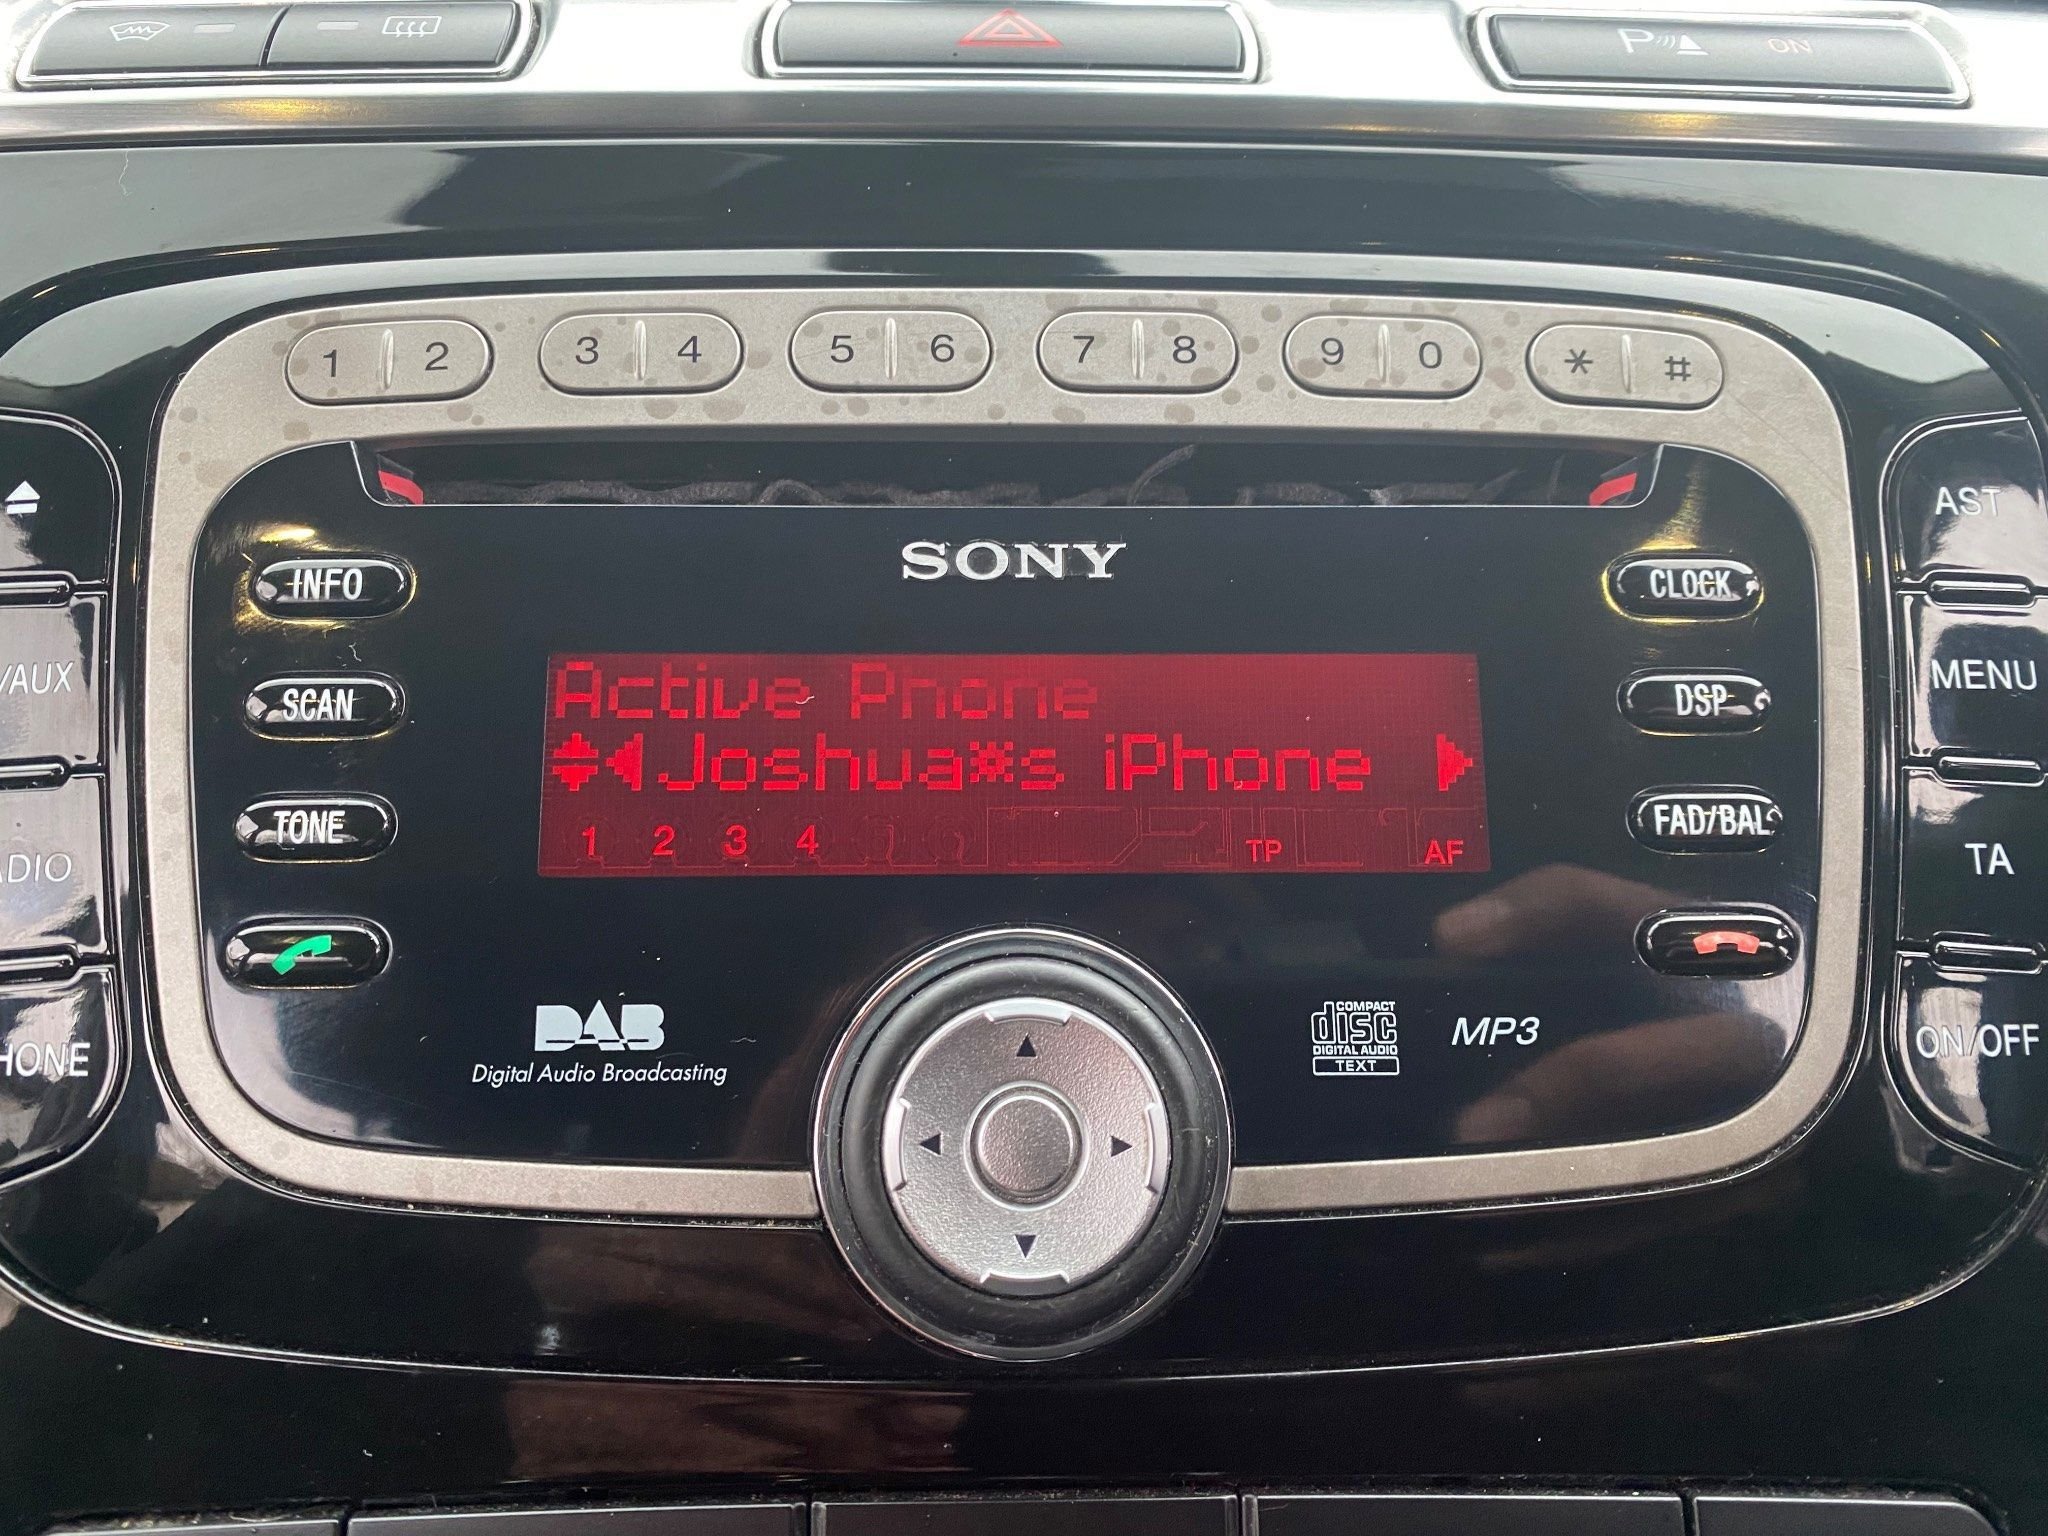 P ON
1 2 3 4 5 6 7 8 9 0 * #
SONY
INFO
SCAN
TONE
CLOCK
DSP
FAD/BAL
Active Phone
Joshua*s iPhone
1 2 3 4 TP AF
/AUX
ADIO
HONE
AST
MENU
TA
ON/OFF
DAB
Digital Audio Broadcasting
COMPACT
disc
DIGITAL AUDIO
TEXT
MP3